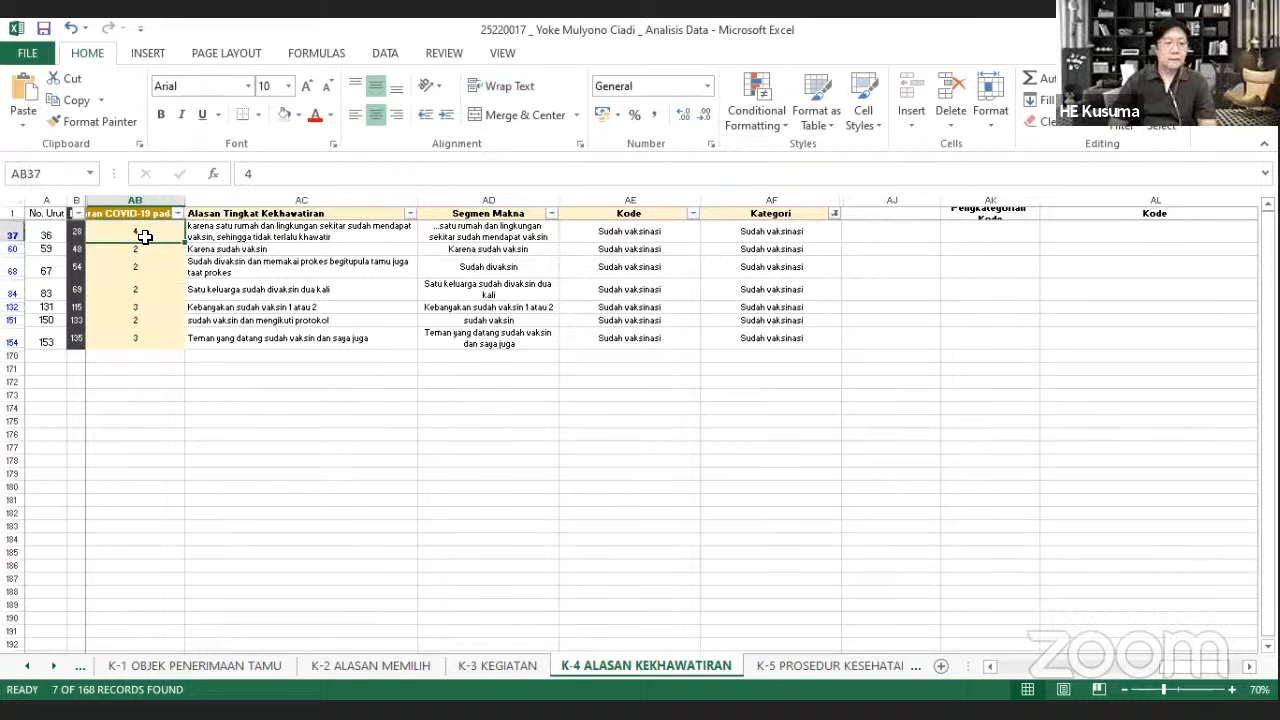 25220017 _ Yoke Mulyono Ciadi _ Analisis Data - Microsoft Excel
FILE HOME INSERT PAGE LAYOUT FORMULAS DATA REVIEW VIEW
Paste
Cut
Copy
Format Painter
Arial 10
B I U
Wrap Text
Merge & Center
General
Conditional Formatting
Format as Table
Cell Styles
Insert
Delete
Format
Σ Au
Fill
Cle
Select
HE Kusuma
Clipboard Font Alignment Number Styles Cells Editing
AB37 fx 4
A B AB AC AD AE AF AJ AK AL
1 No. Urut ran COVID-19 pad Alasan Tingkat Kekhawatiran Segmen Makna Kode Kategori Kode
37 36 28 4 karena satu rumah dan lingkungan sekitar sudah mendapat vaksin, sehingga tidak terlalu khawatir ...satu rumah dan lingkungan sekitar sudah mendapat vaksin Sudah vaksinasi Sudah vaksinasi
60 59 48 2 Karena sudah vaksin Karena sudah vaksin Sudah vaksinasi Sudah vaksinasi
68 67 54 2 Sudah divaksin dan memakai prokes begitupula tamu juga taat prokes Sudah divaksin Sudah vaksinasi Sudah vaksinasi
84 83 69 2 Satu keluarga sudah divaksin dua kali Satu keluarga sudah divaksin dua kali Sudah vaksinasi Sudah vaksinasi
132 131 115 3 Kebanyakan sudah vaksin 1 atau 2 Kebanyakan sudah vaksin 1 atau 2 Sudah vaksinasi Sudah vaksinasi
151 150 133 2 sudah vaksin dan mengikuti protokol sudah vaksin Sudah vaksinasi Sudah vaksinasi
154 153 135 3 Teman yang datang sudah vaksin dan saya juga Teman yang datang sudah vaksin dan saya juga Sudah vaksinasi Sudah vaksinasi
170
171
172
173
174
175
176
177
178
179
180
181
182
183
184
185
186
187
188
189
190
191
192
zoom
... K-1 OBJEK PENERIMAAN TAMU K-2 ALASAN MEMILIH K-3 KEGIATAN K-4 ALASAN KEKHAWATIRAN K-5 PROSEDUR KESEHATAI ...
READY 7 OF 168 RECORDS FOUND 70%